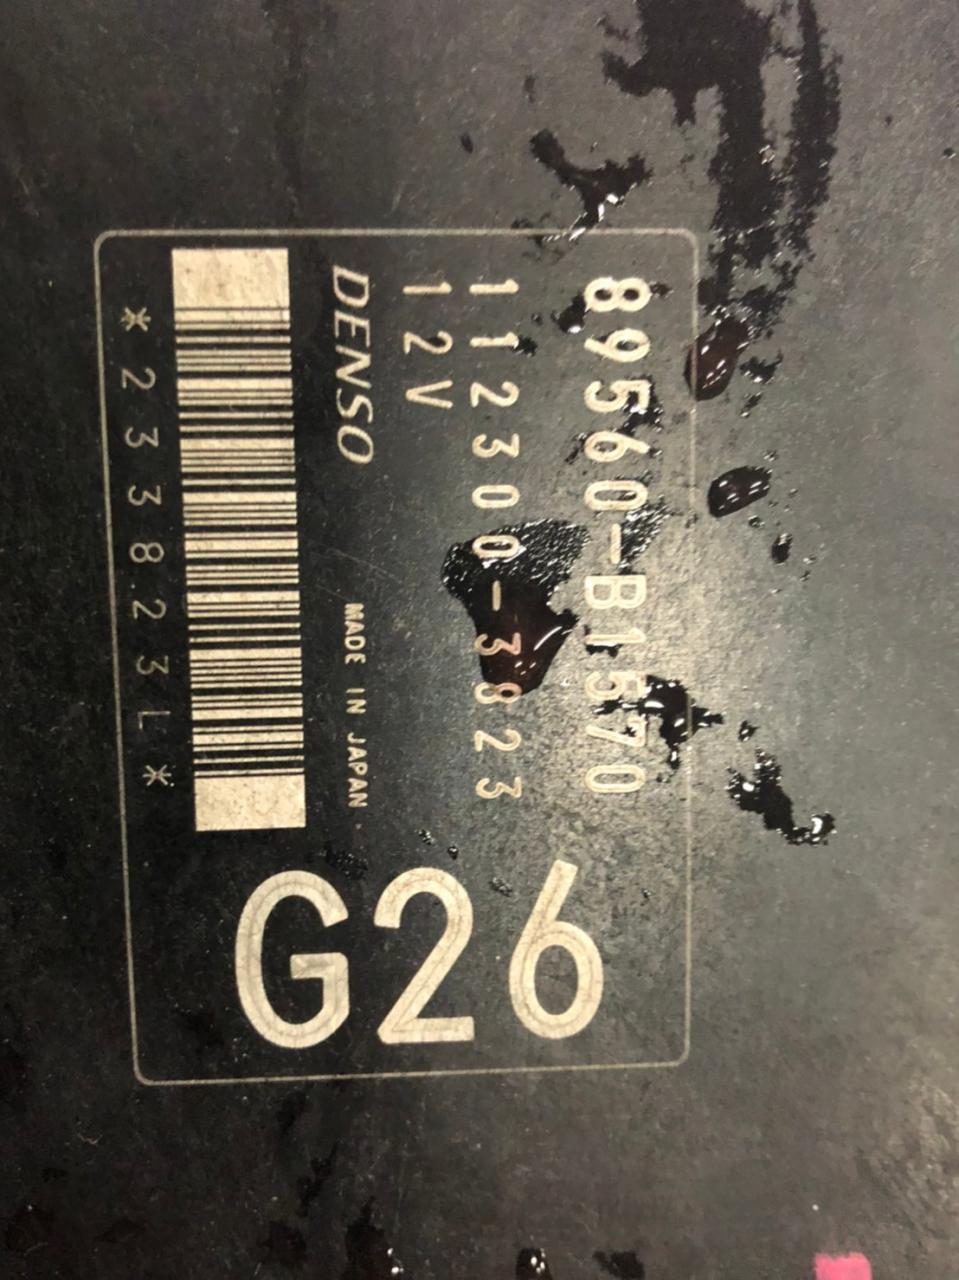 89560-B1570
112300-3823
12V
DENSO MADE IN JAPAN
*233823L*
G26